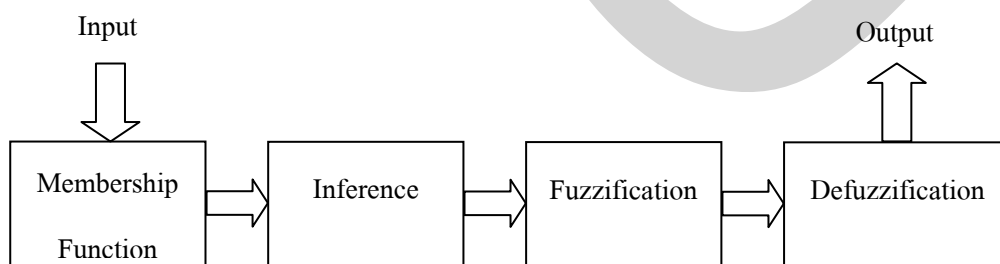 Input
Output
Membership
Function
Inference
Fuzzification
Defuzzification